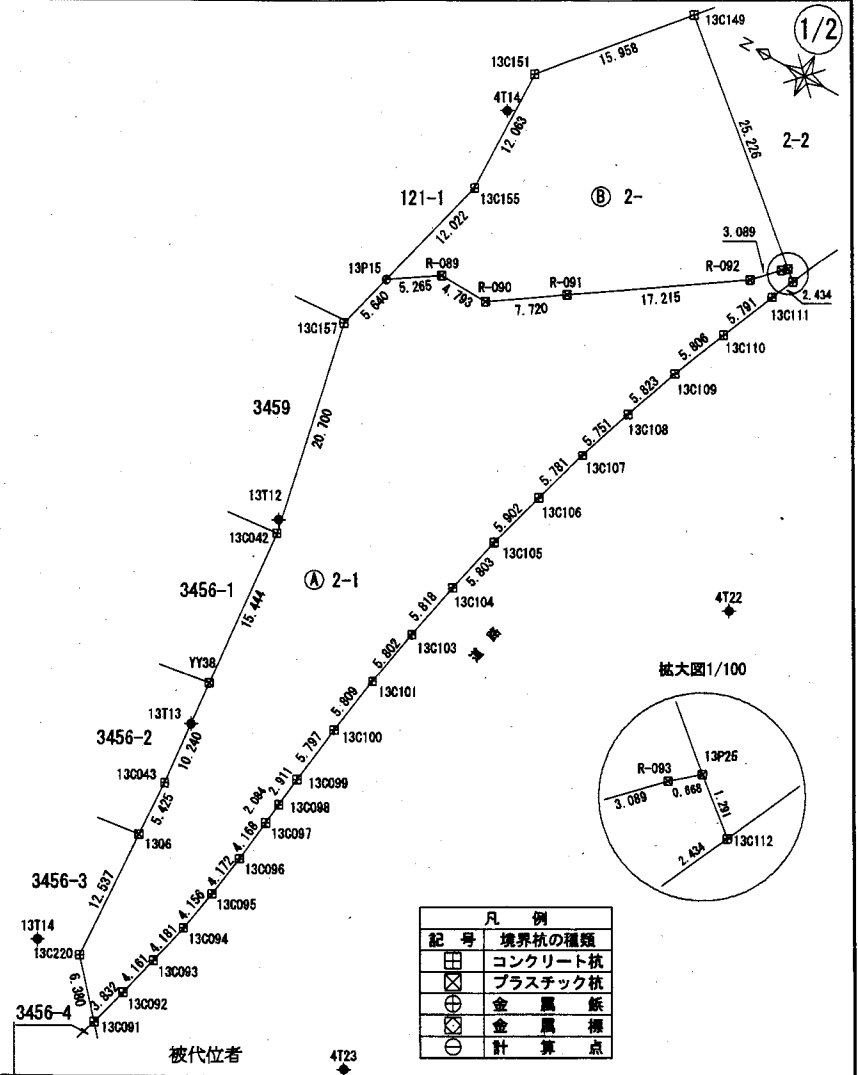 1/2
13C149
15.958
13C151
4T14
12.063
25.226
2-2
N
121-1
13C155
Ⓑ 2-
12.022
3.089
13P15
R-089
5.265
4.793
R-090
R-091
7.720
17.215
R-092
2.434
13C111
5.640
13C157
5.791
13C110
5.806
13C109
5.823
13C108
5.751
13C107
5.781
13C106
5.902
13C105
5.803
13C104
5.818
13C103
5.802
13C101
5.809
13C100
5.797
13C099
2.911
13C098
2.084
13C097
4.168
13C096
4.172
13C095
4.156
13C094
4.181
13C093
4.161
13C092
3.832
13C091
3459
20.700
13T12
13C042
3456-1
15.444
Ⓐ 2-1
YY38
13T13
3456-2
10.240
13C043
5.425
1306
3456-3
12.537
13T14
13C220
6.380
3456-4
道路
4T22
拡大図1/100
13P25
R-093
0.668
3.089
1.291
13C112
2.434
凡 例
記 号 境界杭の種類
コンクリート杭
プラスチック杭
金 属 鋲
金 属 標
計 算 点
被代位者
4T23